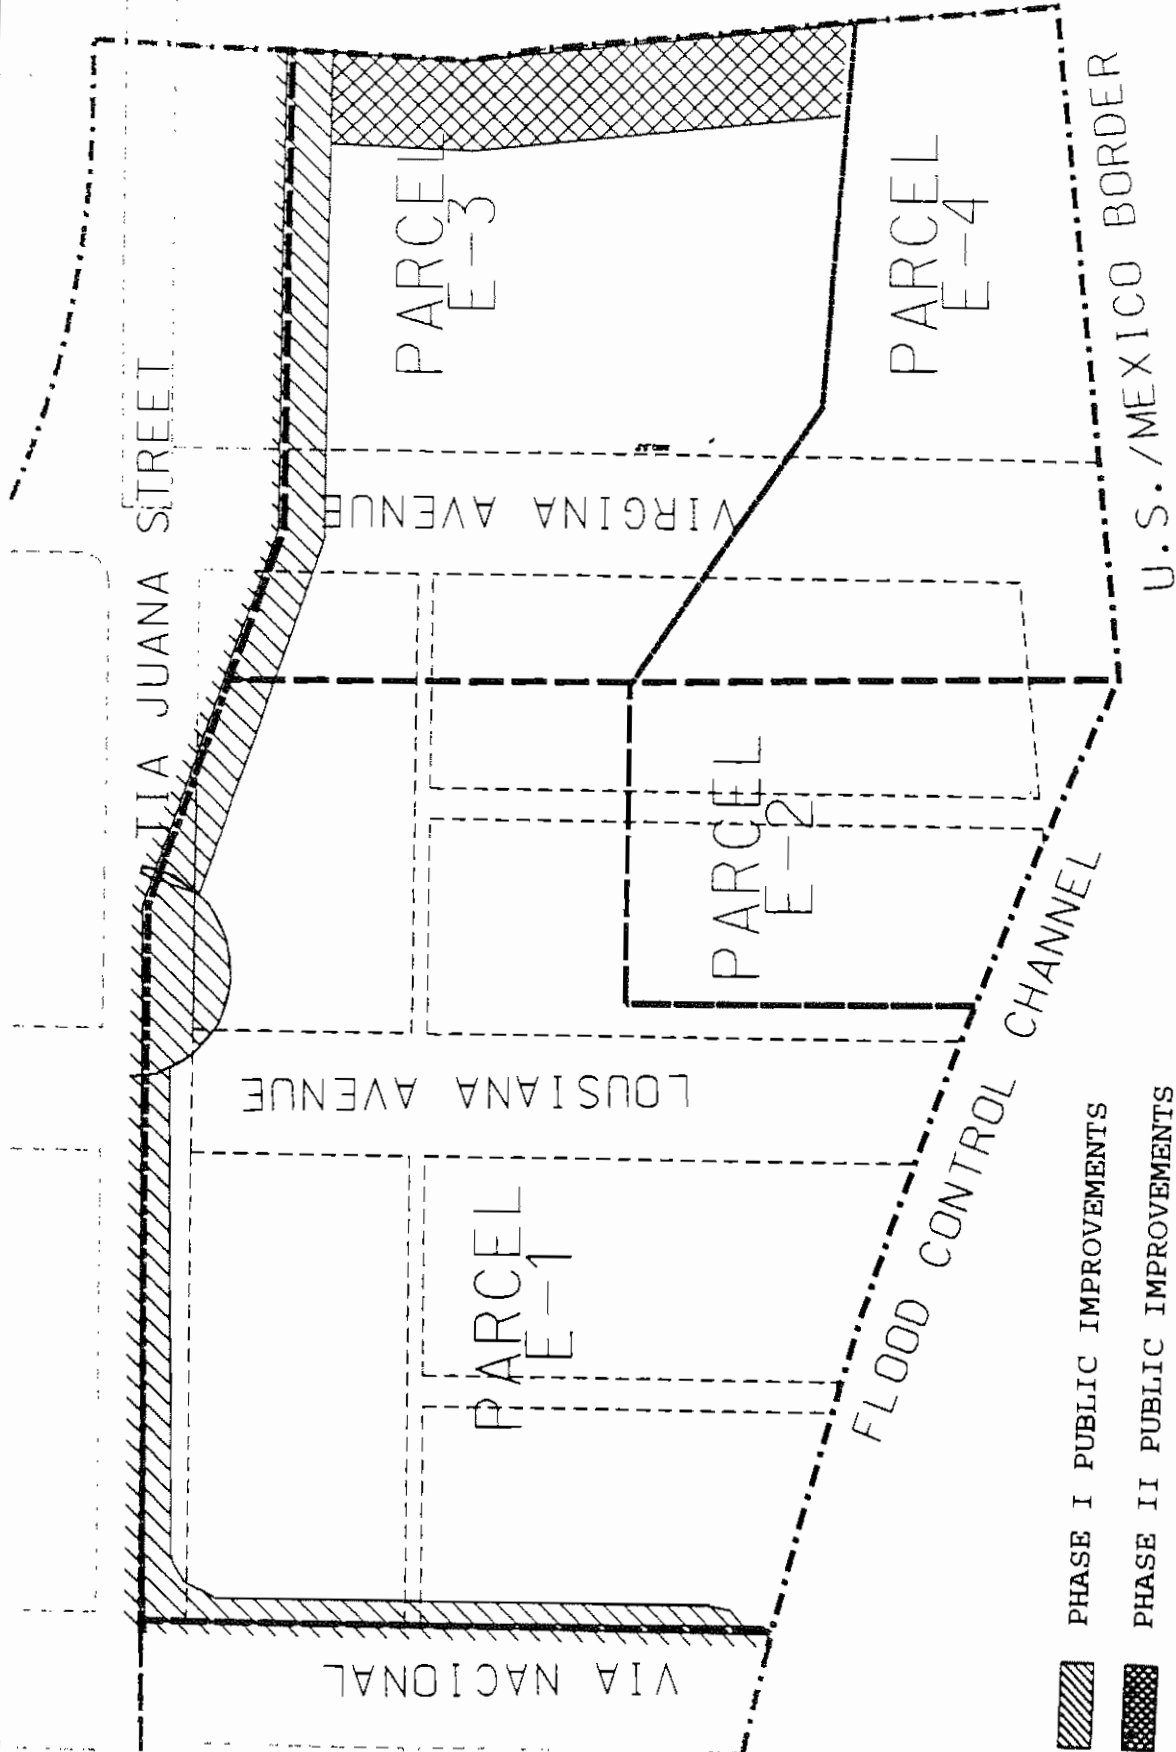 TIA JUANA STREET
PARCEL
E-3
PARCEL
E-4
VIRGINA AVENUE
PARCEL
E-2
LOUSIANA AVENUE
PARCEL
E-1
VIA NACIONAL
U.S./MEXICO BORDER
FLOOD CONTROL CHANNEL
PHASE I PUBLIC IMPROVEMENTS
PHASE II PUBLIC IMPROVEMENTS